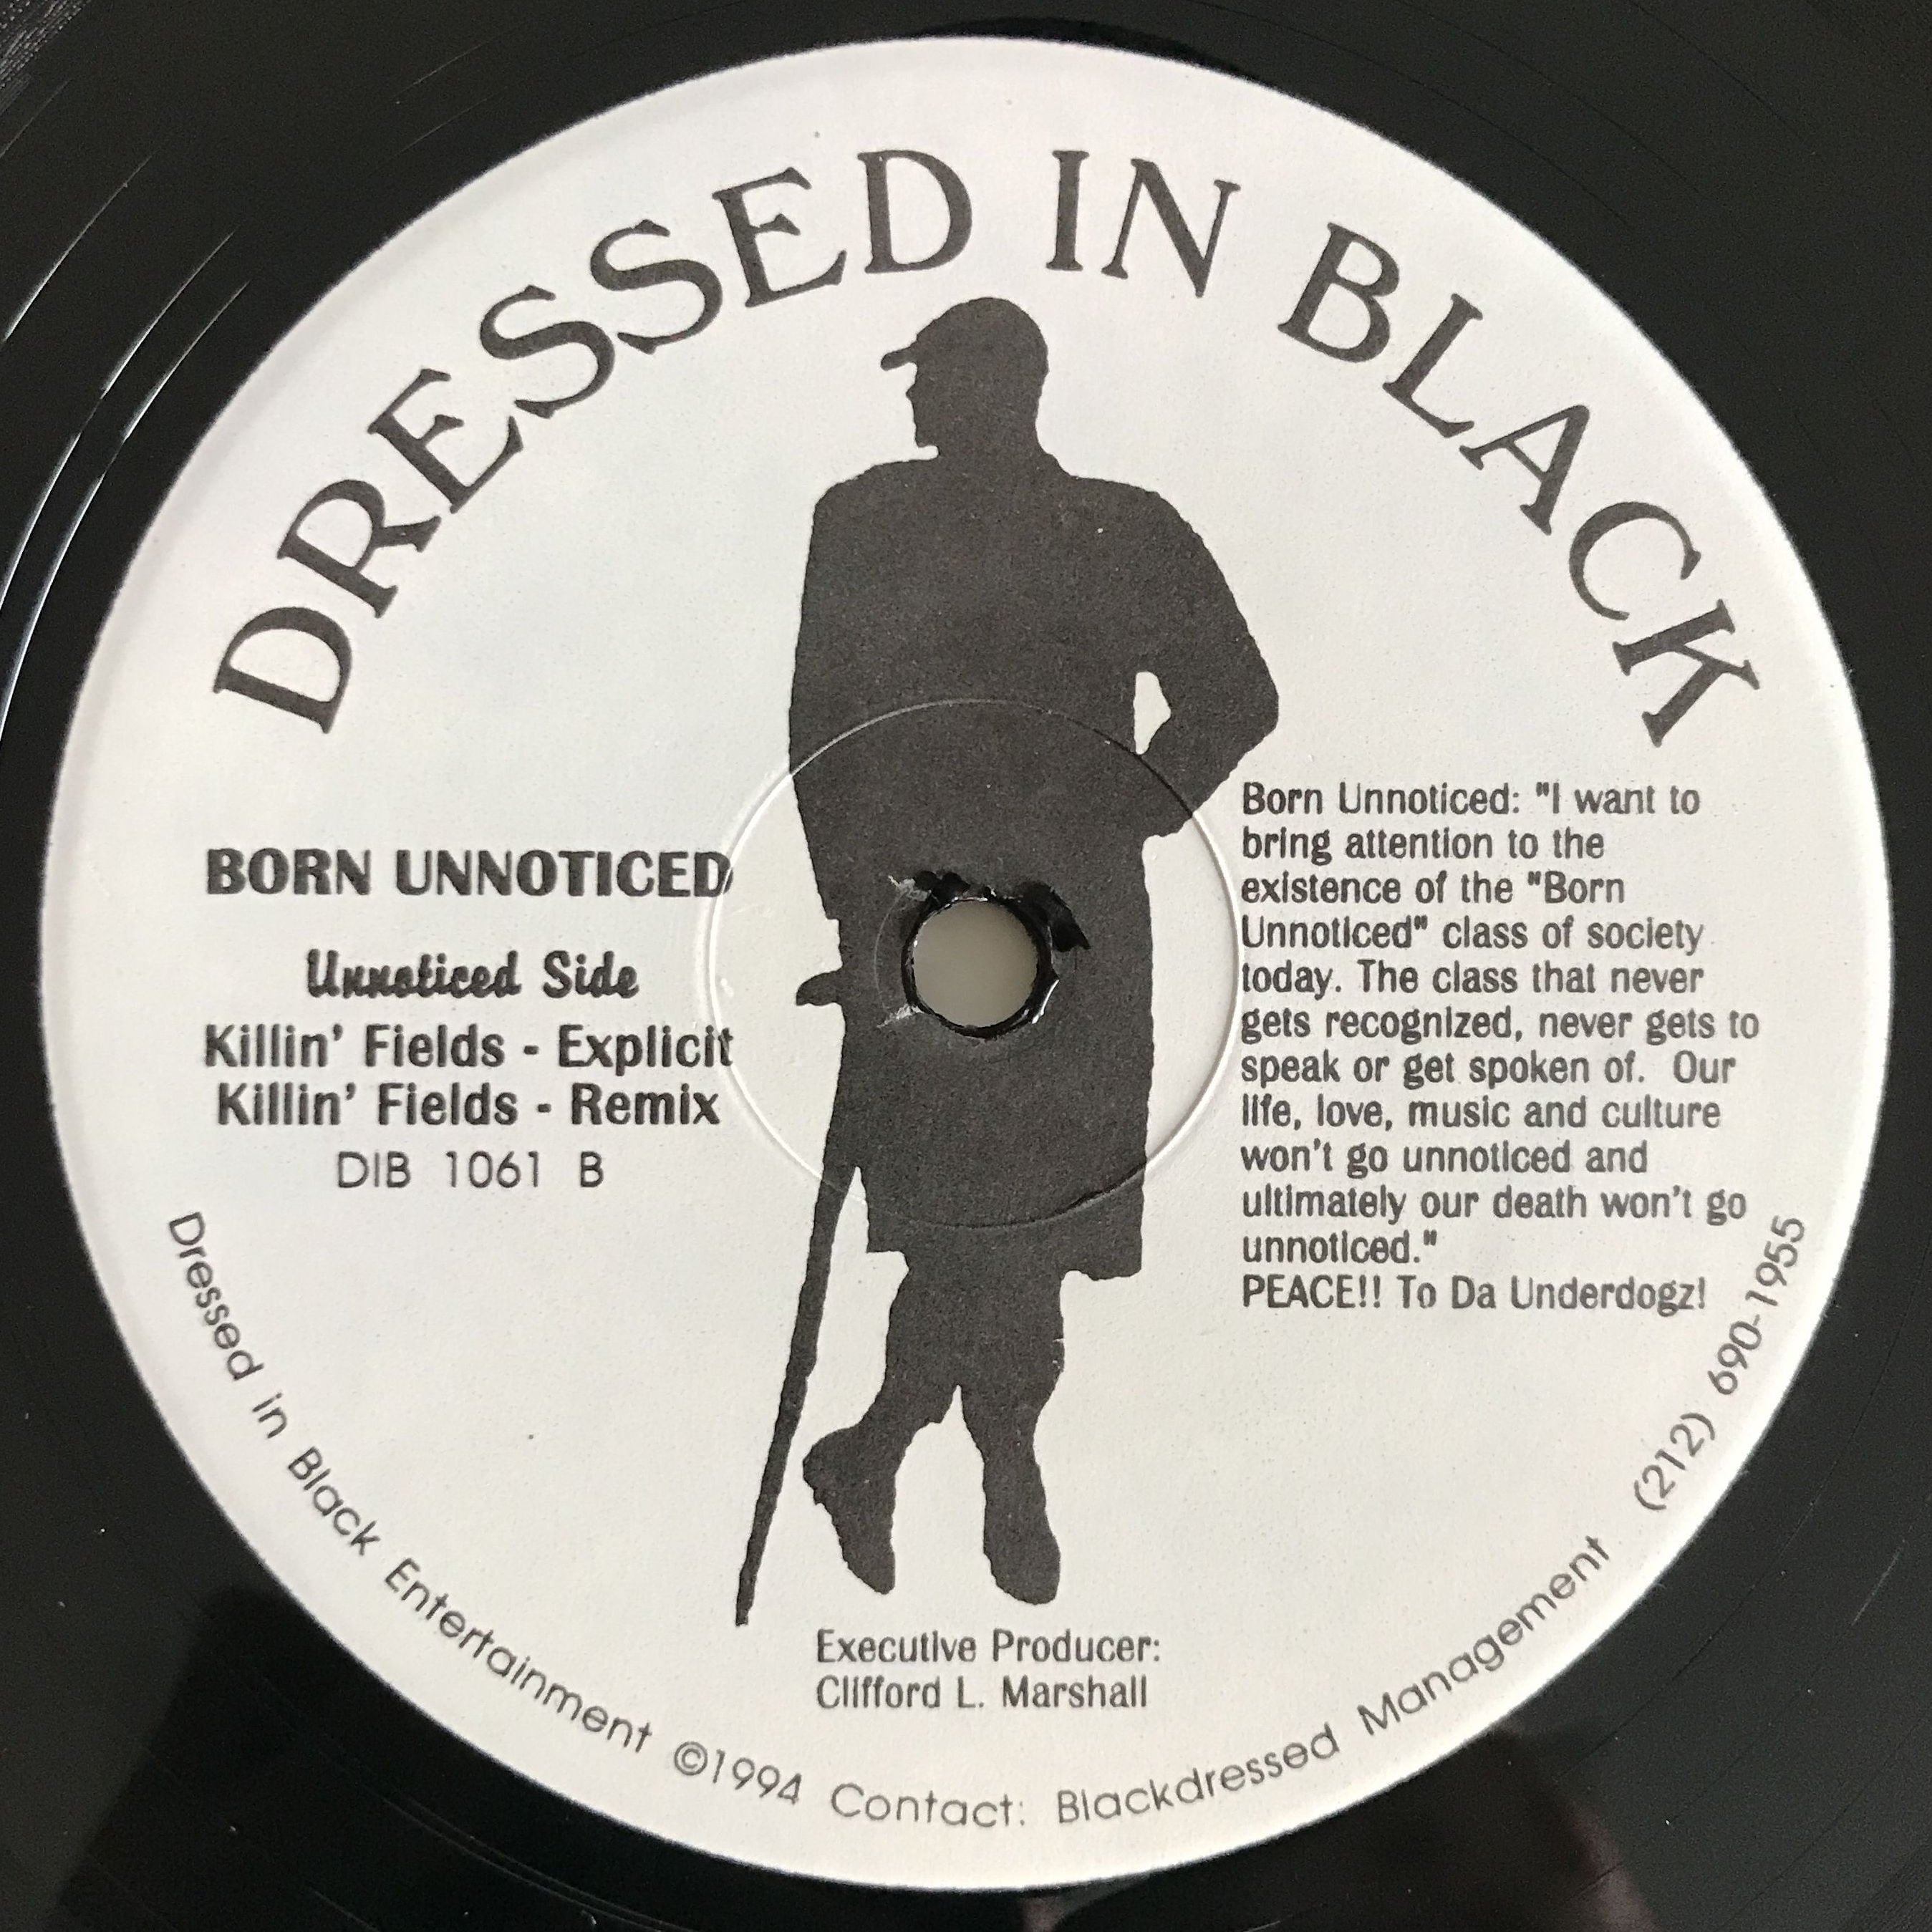 DRESSED IN BLACK
BORN UNNOTICED
Unnoticed Side
Killin' Fields - Explicit
Killin' Fields - Remix
DIB 1061 B
Born Unnoticed: "I want to
bring attention to the
existence of the "Born
Unnoticed" class of society
today. The class that never
gets recognized, never gets to
speak or get spoken of. Our
life, love, music and culture
won't go unnoticed and
ultimately our death won't go
unnoticed."
PEACE!! To Da Underdogz!
Executive Producer:
Clifford L. Marshall
Dressed in Black Entertainment ©1994 Contact: Blackdressed Management (212) 690-1955